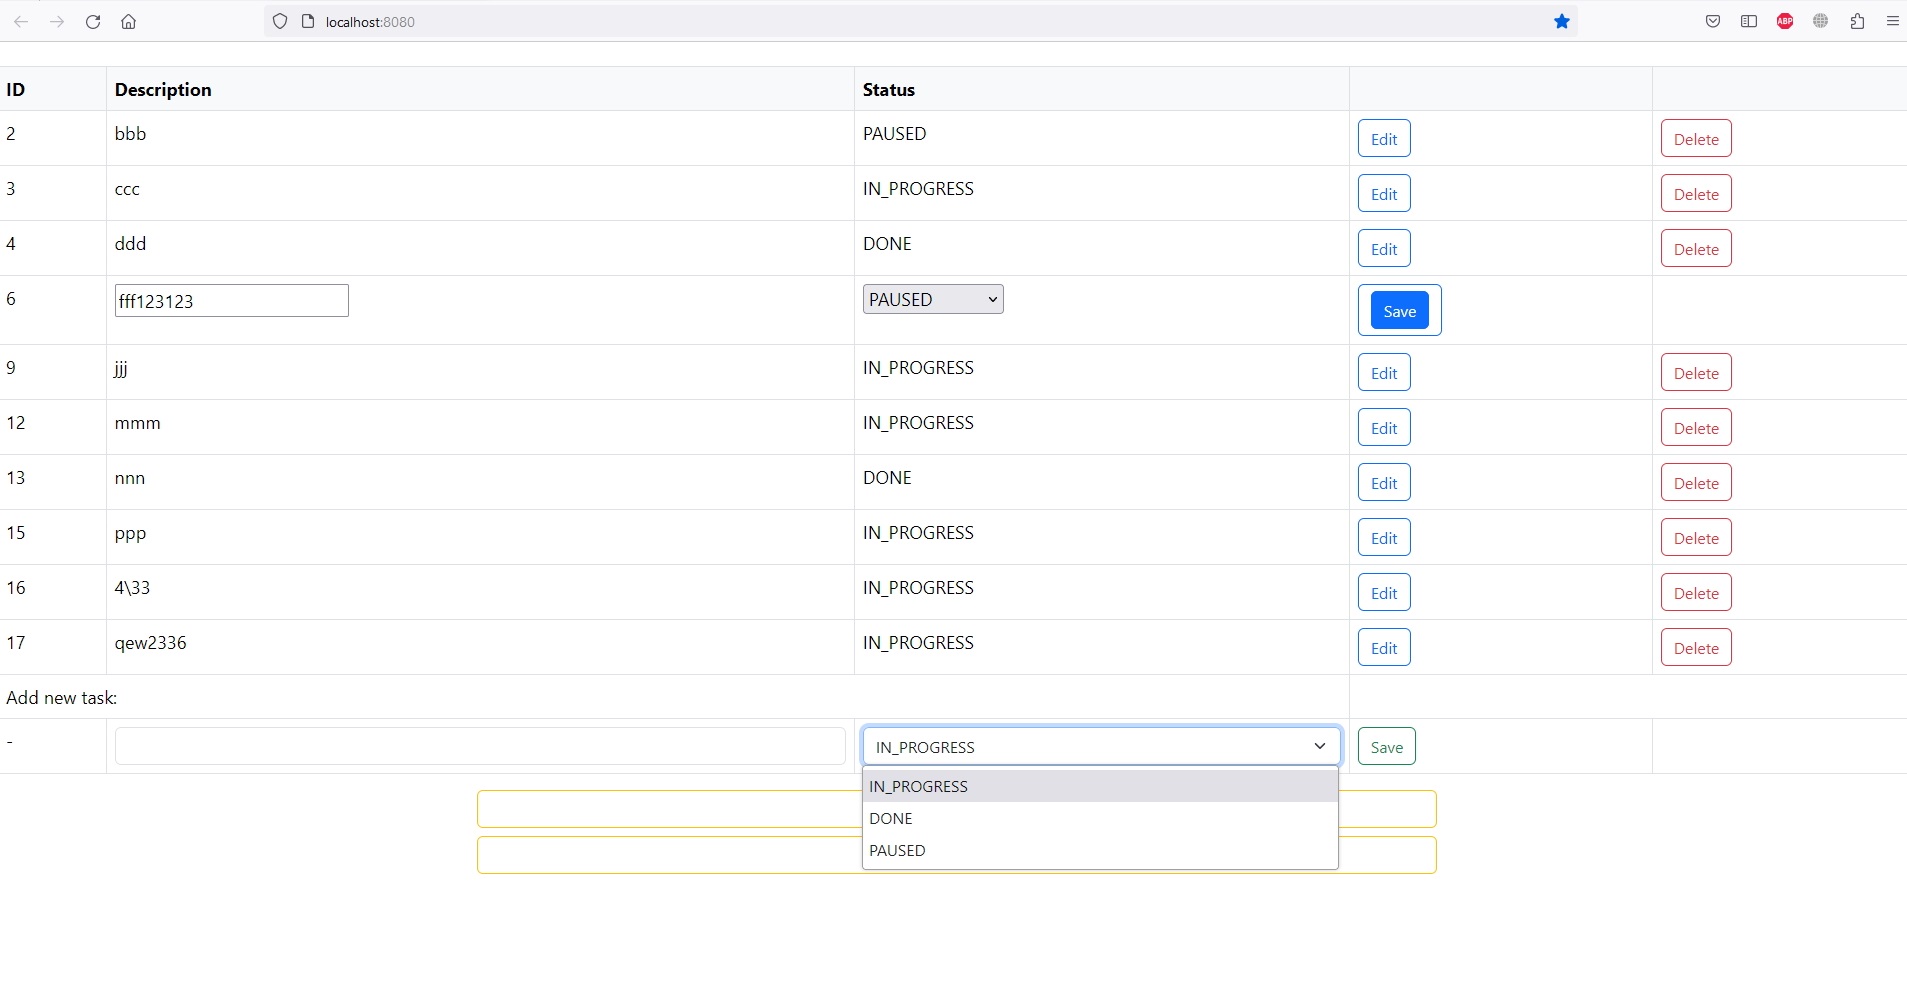 localhost:8080
ABP
ID Description Status
2 bbb PAUSED Edit Delete
3 ccc IN_PROGRESS Edit Delete
4 ddd DONE Edit Delete
6 fff123123 PAUSED Save
9 jjj IN_PROGRESS Edit Delete
12 mmm IN_PROGRESS Edit Delete
13 nnn DONE Edit Delete
15 ppp IN_PROGRESS Edit Delete
16 4\33 IN_PROGRESS Edit Delete
17 qew2336 IN_PROGRESS Edit Delete
Add new task:
- IN_PROGRESS Save
IN_PROGRESS
DONE
PAUSED